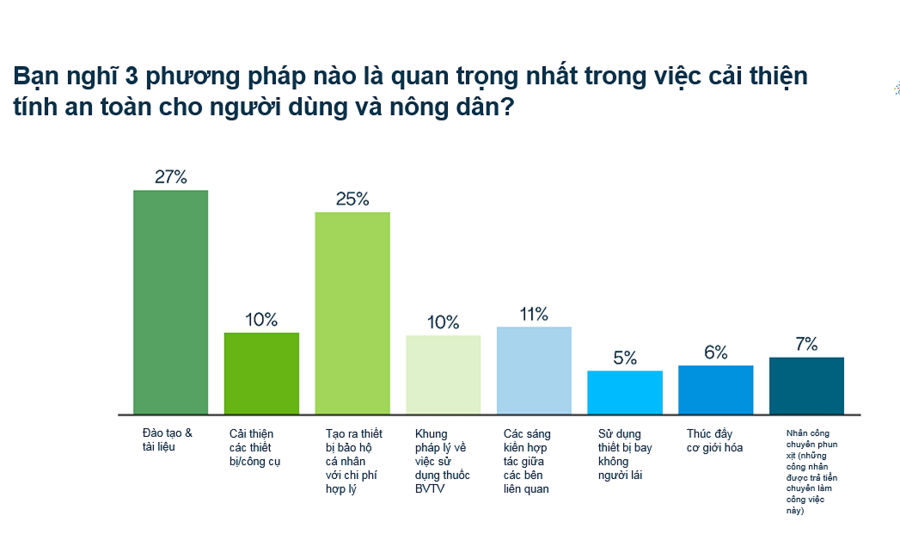 Bạn nghĩ 3 phương pháp nào là quan trọng nhất trong việc cải thiện
tính an toàn cho người dùng và nông dân?
27%
10%
25%
10%
11%
5%
6%
7%
Đào tạo &
tài liệu
Cải thiện
các thiết
bị/công cụ
Tạo ra thiết
bị bảo hộ
cá nhân
với chi phí
hợp lý
Khung
pháp lý về
việc sử
dụng thuốc
BVTV
Các sáng
kiến hợp
tác giữa
các bên
liên quan
Sử dụng
thiết bị bay
không
người lái
Thúc đẩy
cơ giới hóa
Nhân công
chuyên phun
xịt (những
công nhân
được trả tiền
chuyên làm
công việc
này)